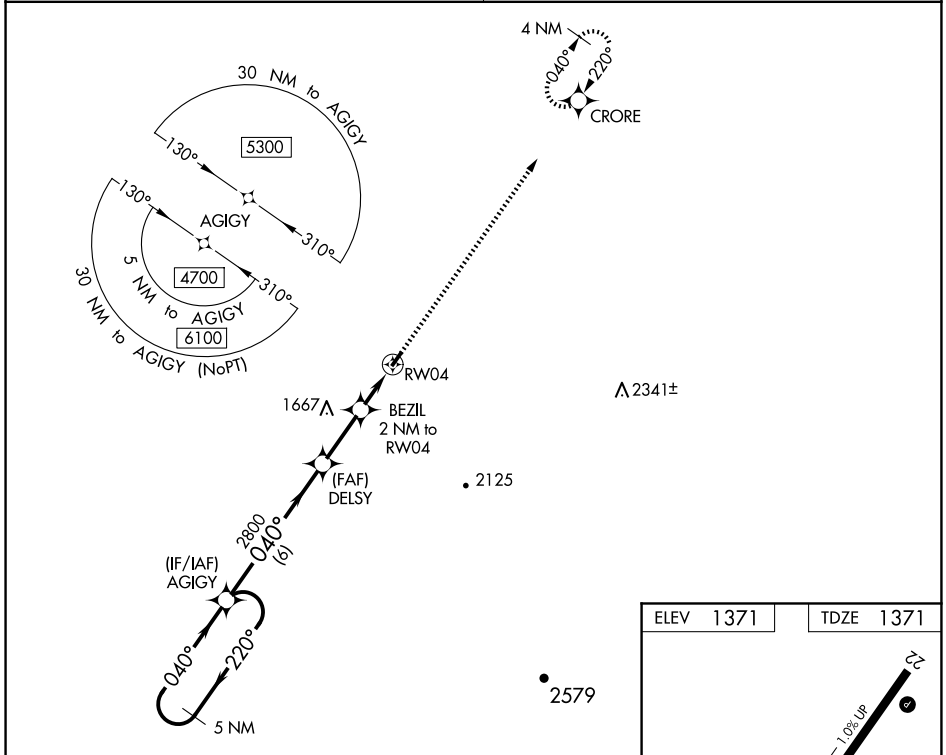 4 NM
040°
220°
CRORE
30 NM to AGIGY
5300
130°
310°
AGIGY
130°
310°
4700
5 NM to AGIGY
6100
30 NM to AGIGY (NoPT)
RW04
1667
BEZIL
2 NM to
RW04
2341±
(FAF)
DELSY
2125
2800
040°
(6)
(IF/IAF)
AGIGY
040°
220°
5 NM
2579
ELEV 1371
TDZE 1371
22
1.0% UP
P